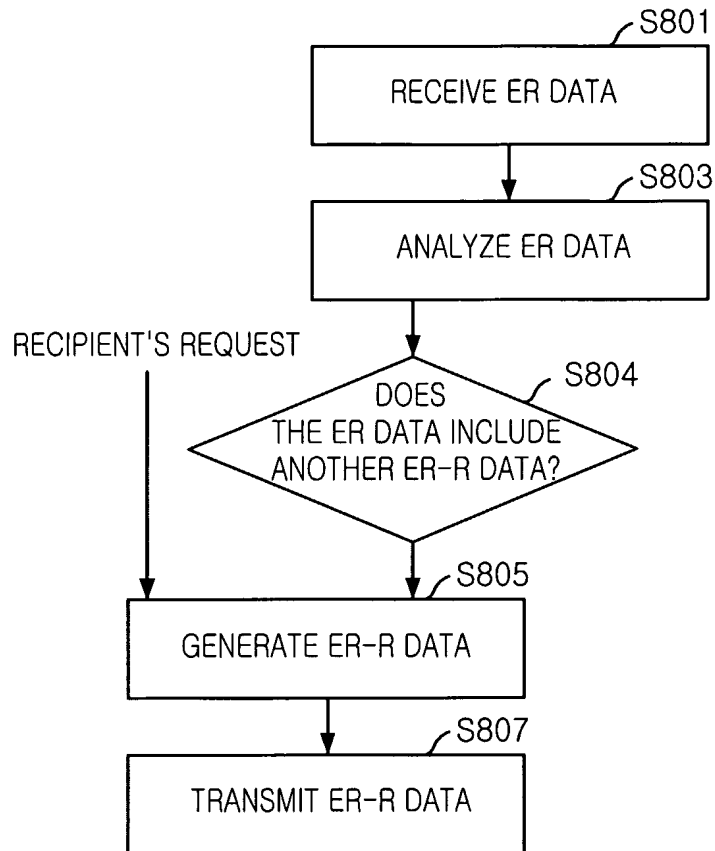 S801
RECEIVE ER DATA
S803
ANALYZE ER DATA
RECIPIENT'S REQUEST
S804
DOES
THE ER DATA INCLUDE
ANOTHER ER-R DATA?
S805
GENERATE ER-R DATA
S807
TRANSMIT ER-R DATA